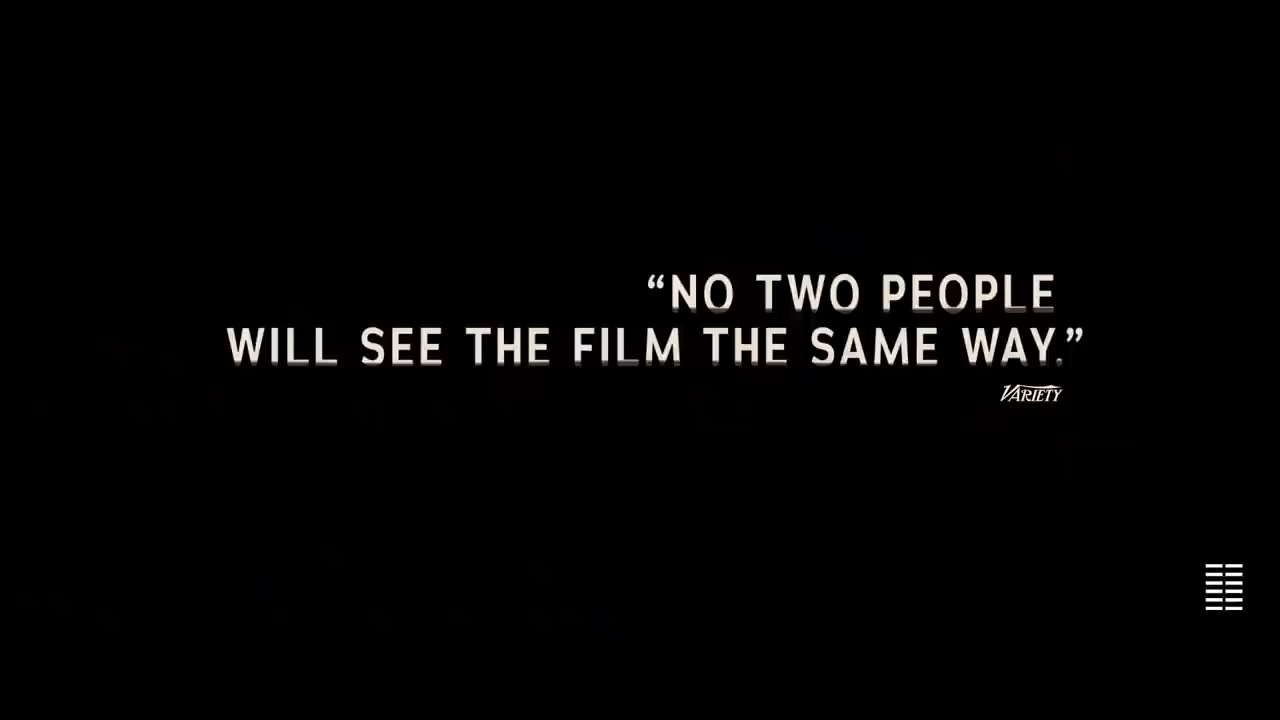 “NO TWO PEOPLE
WILL SEE THE FILM THE SAME WAY.”
VARIETY